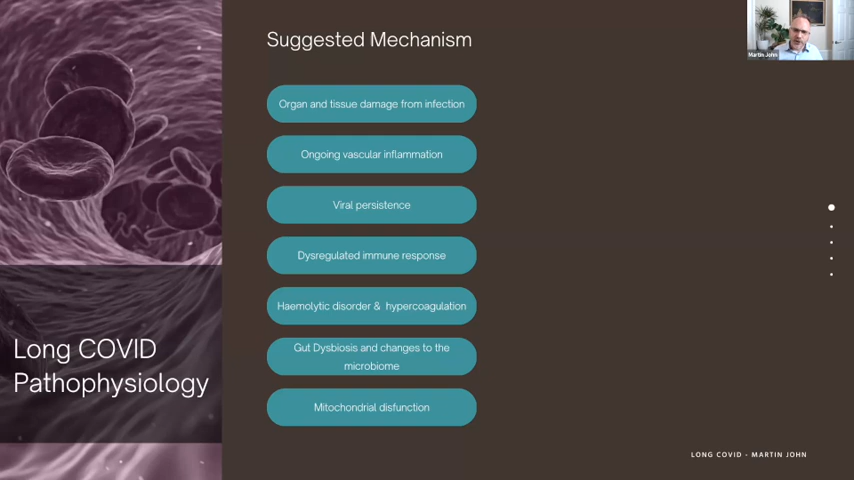 Suggested Mechanism
Martin John
Organ and tissue damage from infection
Ongoing vascular inflammation
Viral persistence
Dysregulated immune response
Haemolytic disorder & hypercoagulation
Gut Dysbiosis and changes to the
microbiome
Mitochondrial disfunction
Long COVID
Pathophysiology
LONG COVID - MARTIN JOHN